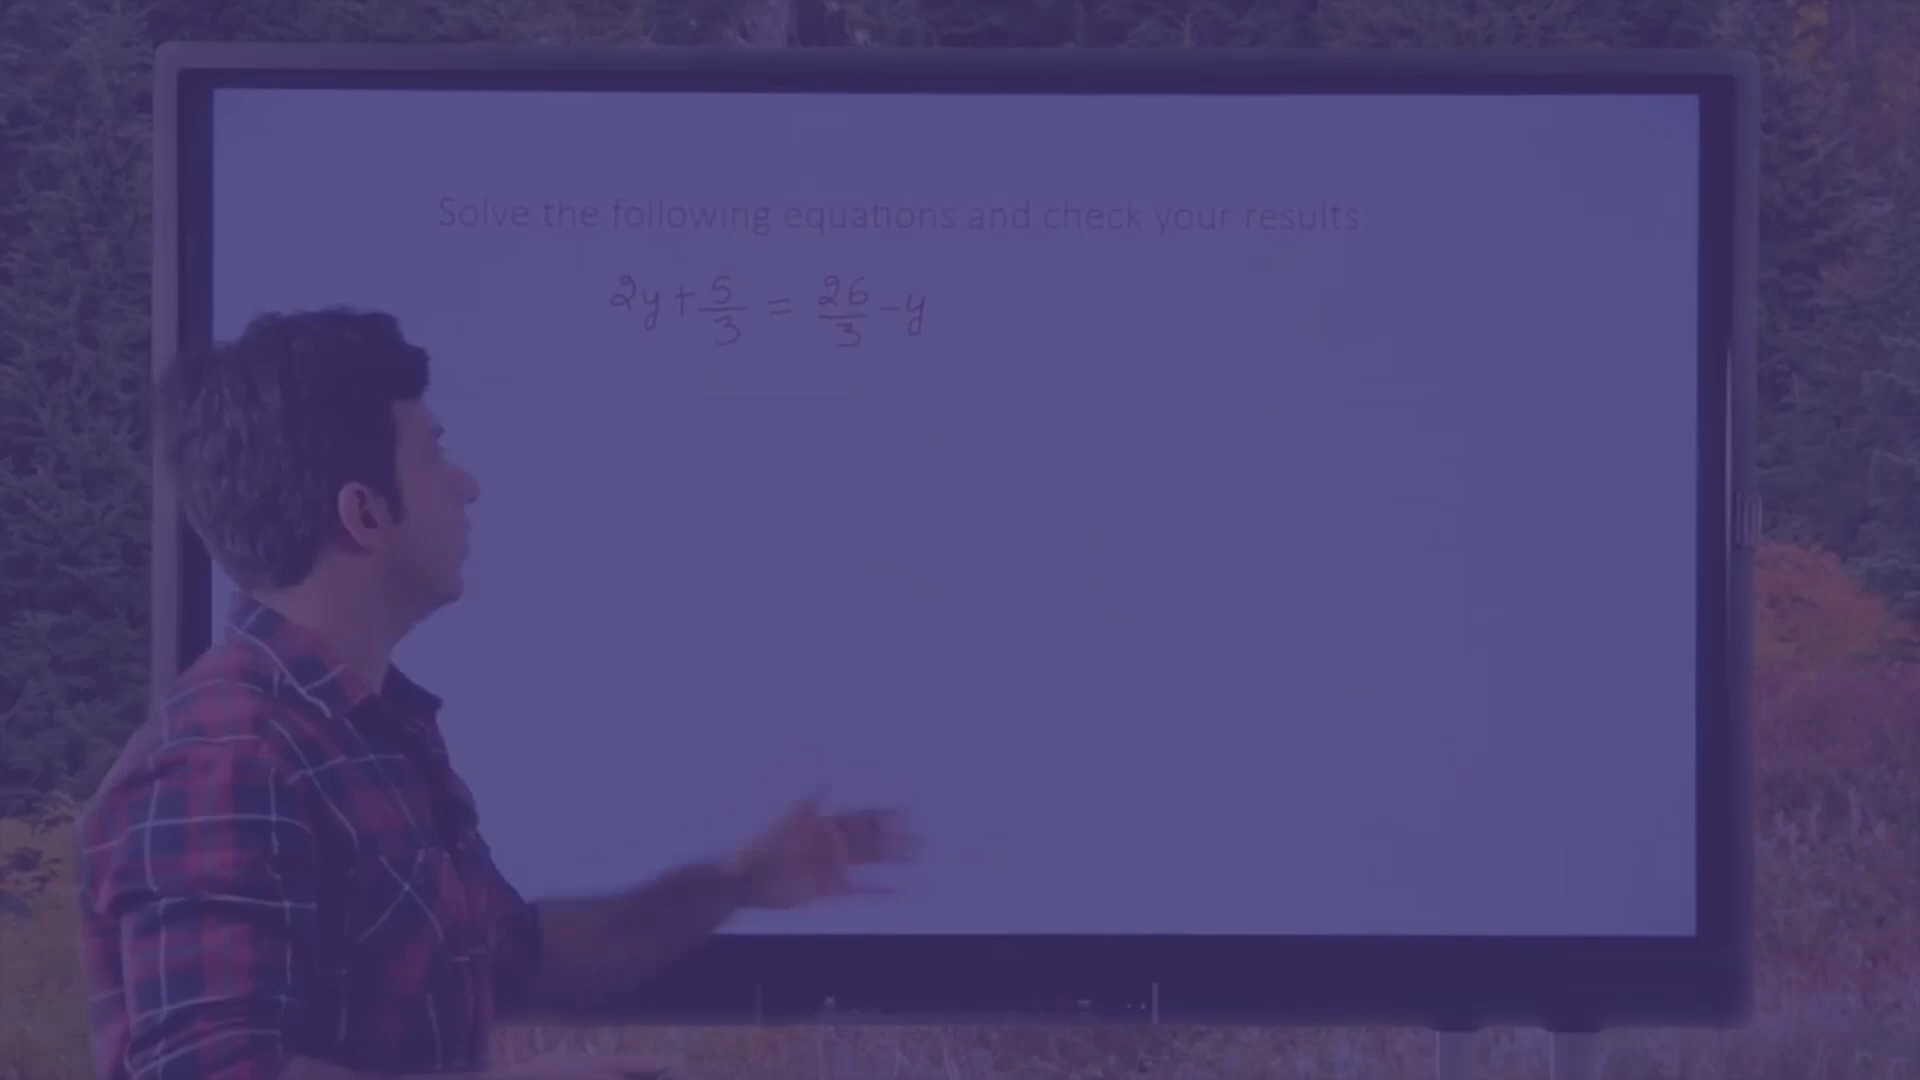 Solve the following equations and check your results:
2y + 5/3 = 26/3 - y